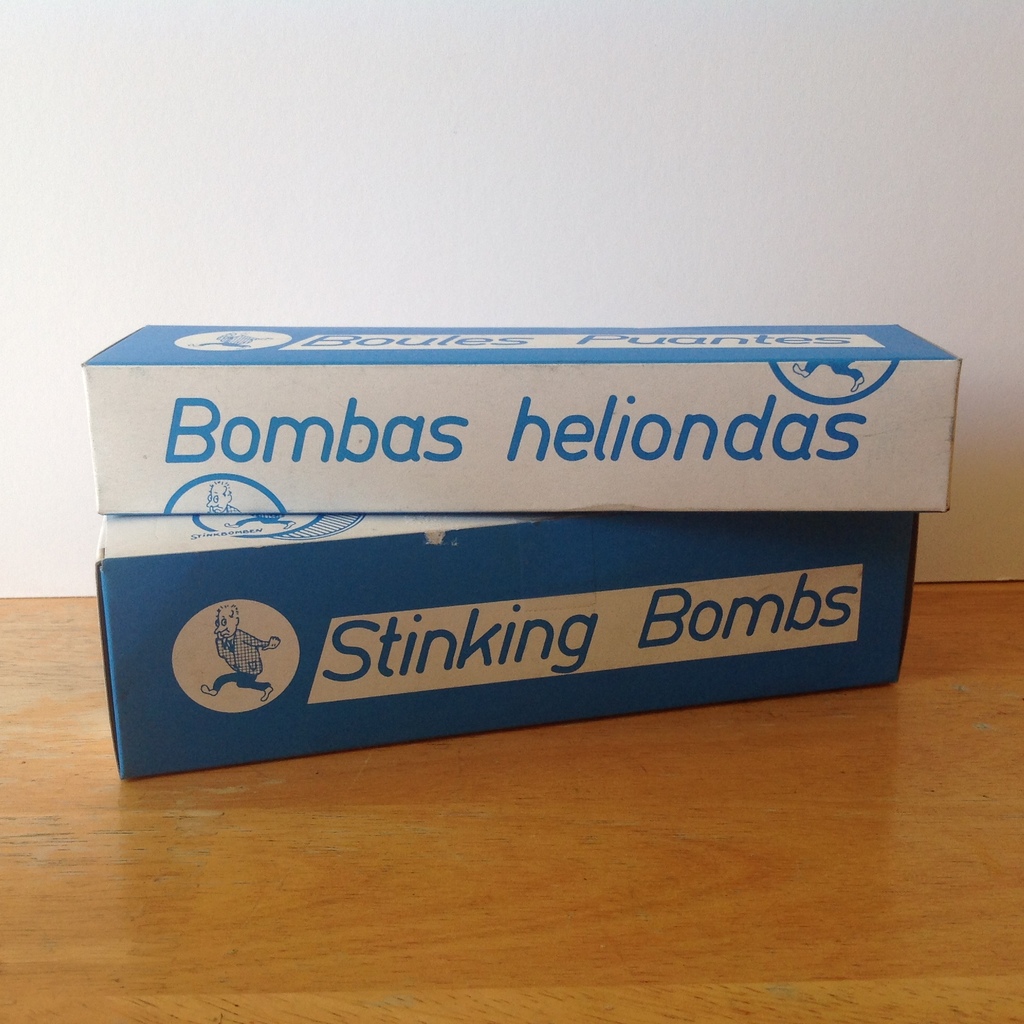 Boules Puantes
Bombas heliondas
STINKBOMBEN
Stinking Bombs